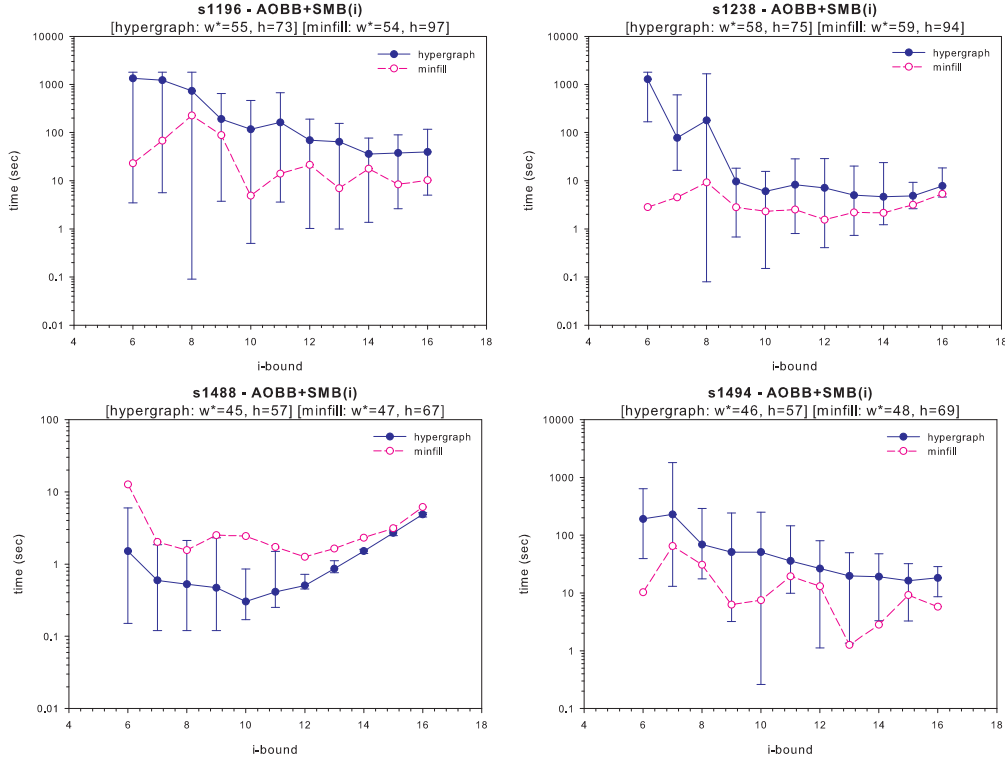 s1196 - AOBB+SMB(i)
[hypergraph: w*=55, h=73] [minfill: w*=54, h=97]
10000
1000
100
10
1
0.1
0.01
time (sec)
hypergraph
minfill
4 6 8 10 12 14 16 18
i-bound
s1238 - AOBB+SMB(i)
[hypergraph: w*=58, h=75] [minfill: w*=59, h=94]
10000
1000
100
10
1
0.1
0.01
time (sec)
hypergraph
minfill
4 6 8 10 12 14 16 18
i-bound
s1488 - AOBB+SMB(i)
[hypergraph: w*=45, h=57] [minfill: w*=47, h=67]
100
10
1
0.1
0.01
time (sec)
hypergraph
minfill
4 6 8 10 12 14 16 18
i-bound
s1494 - AOBB+SMB(i)
[hypergraph: w*=46, h=57] [minfill: w*=48, h=69]
10000
1000
100
10
1
0.1
time (sec)
hypergraph
minfill
4 6 8 10 12 14 16 18
i-bound